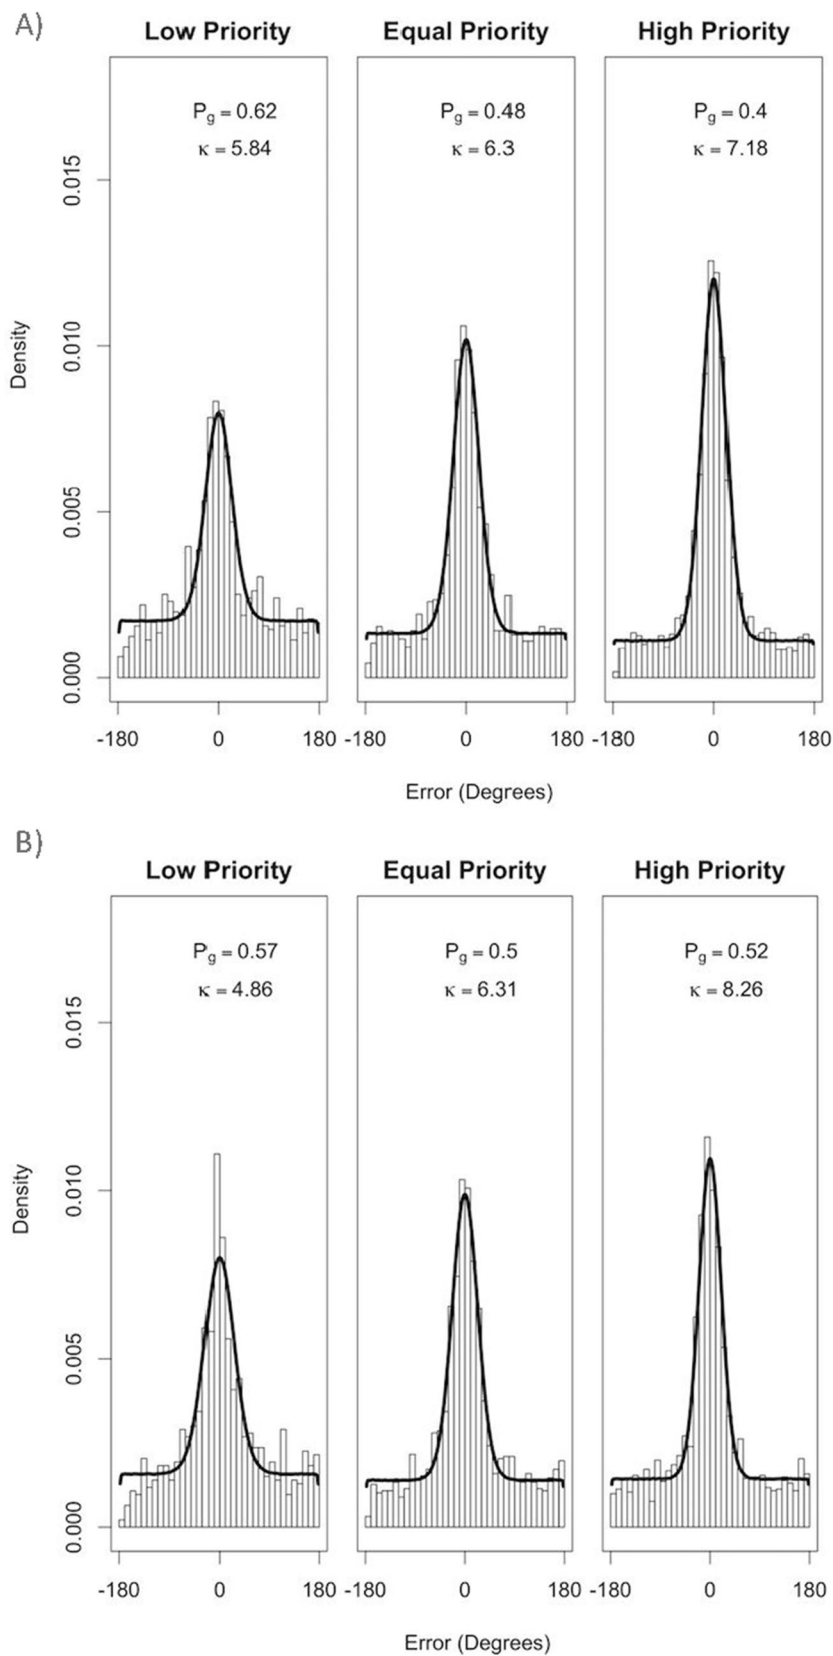 A)
Low Priority Equal Priority High Priority
Pg = 0.62 Pg = 0.48 Pg = 0.4
κ = 5.84 κ = 6.3 κ = 7.18
0.015
0.010
Density
0.005
0.000
-180 0 180 -180 0 180 -180 0 180
Error (Degrees)
B)
Low Priority Equal Priority High Priority
Pg = 0.57 Pg = 0.5 Pg = 0.52
κ = 4.86 κ = 6.31 κ = 8.26
0.015
0.010
Density
0.005
0.000
-180 0 180 -180 0 180 -180 0 180
Error (Degrees)